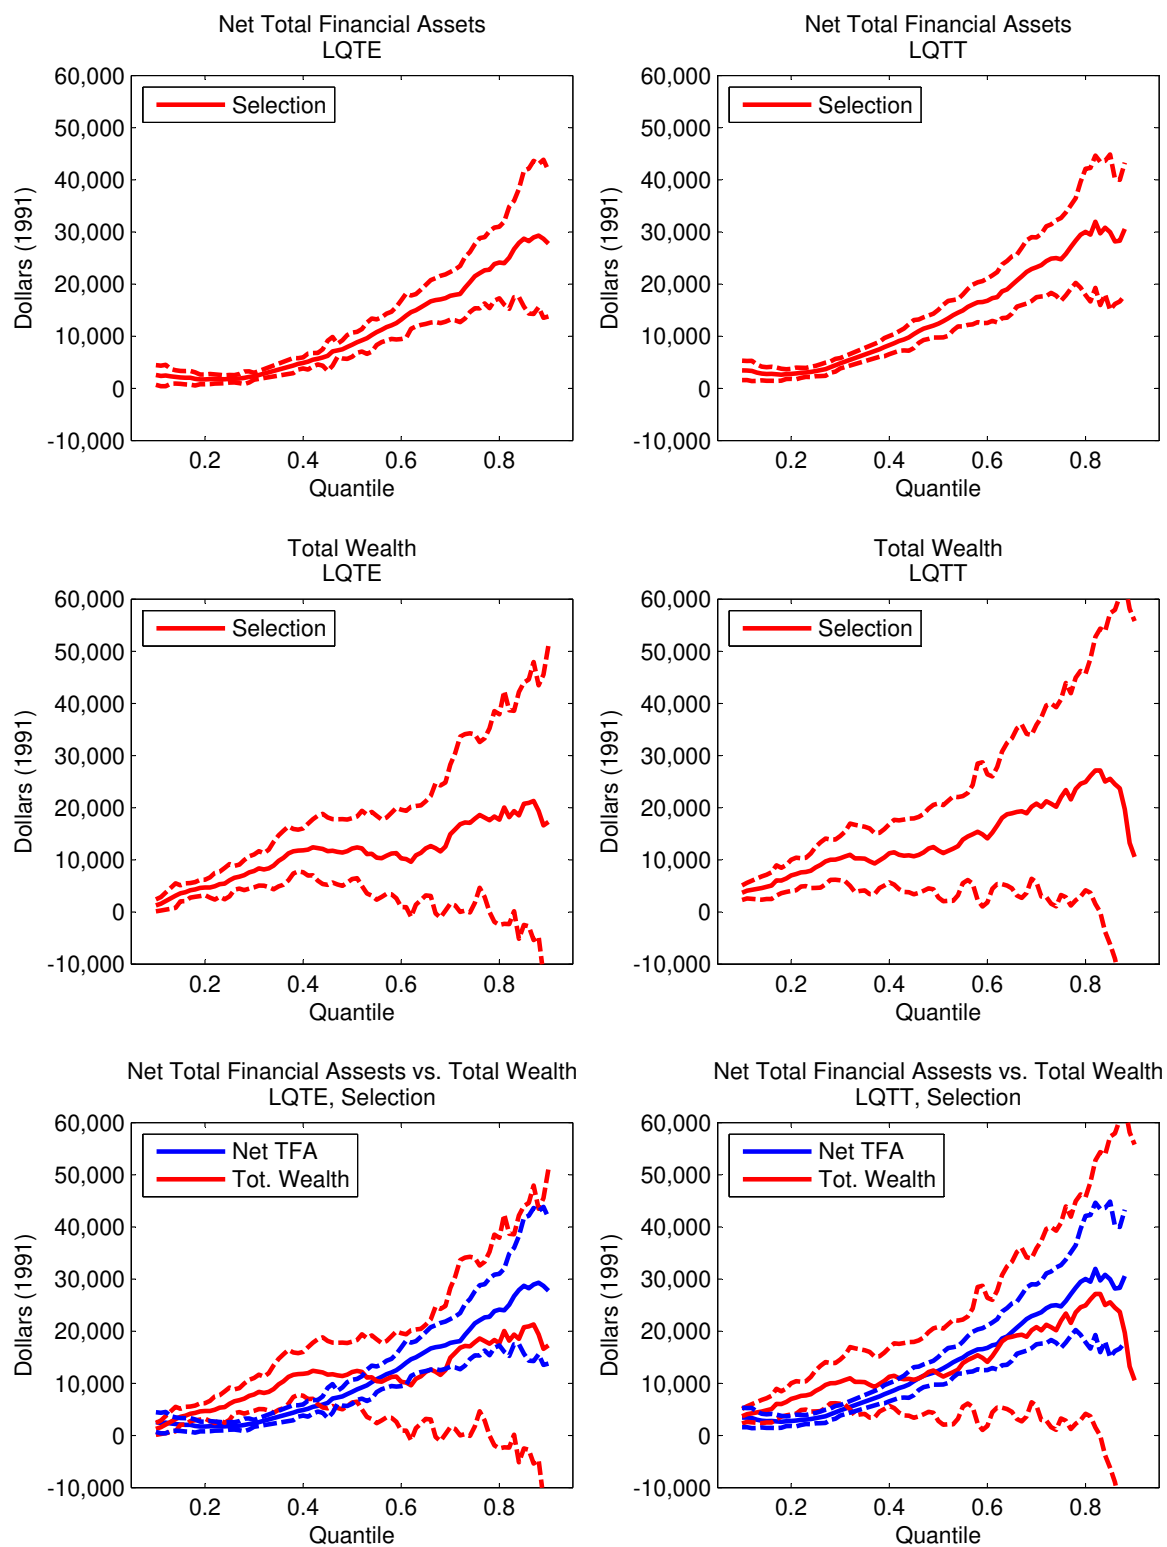 Net Total Financial Assets
LQTE
60,000
50,000
40,000
30,000
20,000
10,000
0
-10,000
Dollars (1991)
Selection
0.2 0.4 0.6 0.8
Quantile
Net Total Financial Assets
LQTT
60,000
50,000
40,000
30,000
20,000
10,000
0
-10,000
Dollars (1991)
Selection
0.2 0.4 0.6 0.8
Quantile
Total Wealth
LQTE
60,000
50,000
40,000
30,000
20,000
10,000
0
-10,000
Dollars (1991)
Selection
0.2 0.4 0.6 0.8
Quantile
Total Wealth
LQTT
60,000
50,000
40,000
30,000
20,000
10,000
0
-10,000
Dollars (1991)
Selection
0.2 0.4 0.6 0.8
Quantile
Net Total Financial Assests vs. Total Wealth
LQTE, Selection
60,000
50,000
40,000
30,000
20,000
10,000
0
-10,000
Dollars (1991)
Net TFA
Tot. Wealth
0.2 0.4 0.6 0.8
Quantile
Net Total Financial Assests vs. Total Wealth
LQTT, Selection
60,000
50,000
40,000
30,000
20,000
10,000
0
-10,000
Dollars (1991)
Net TFA
Tot. Wealth
0.2 0.4 0.6 0.8
Quantile